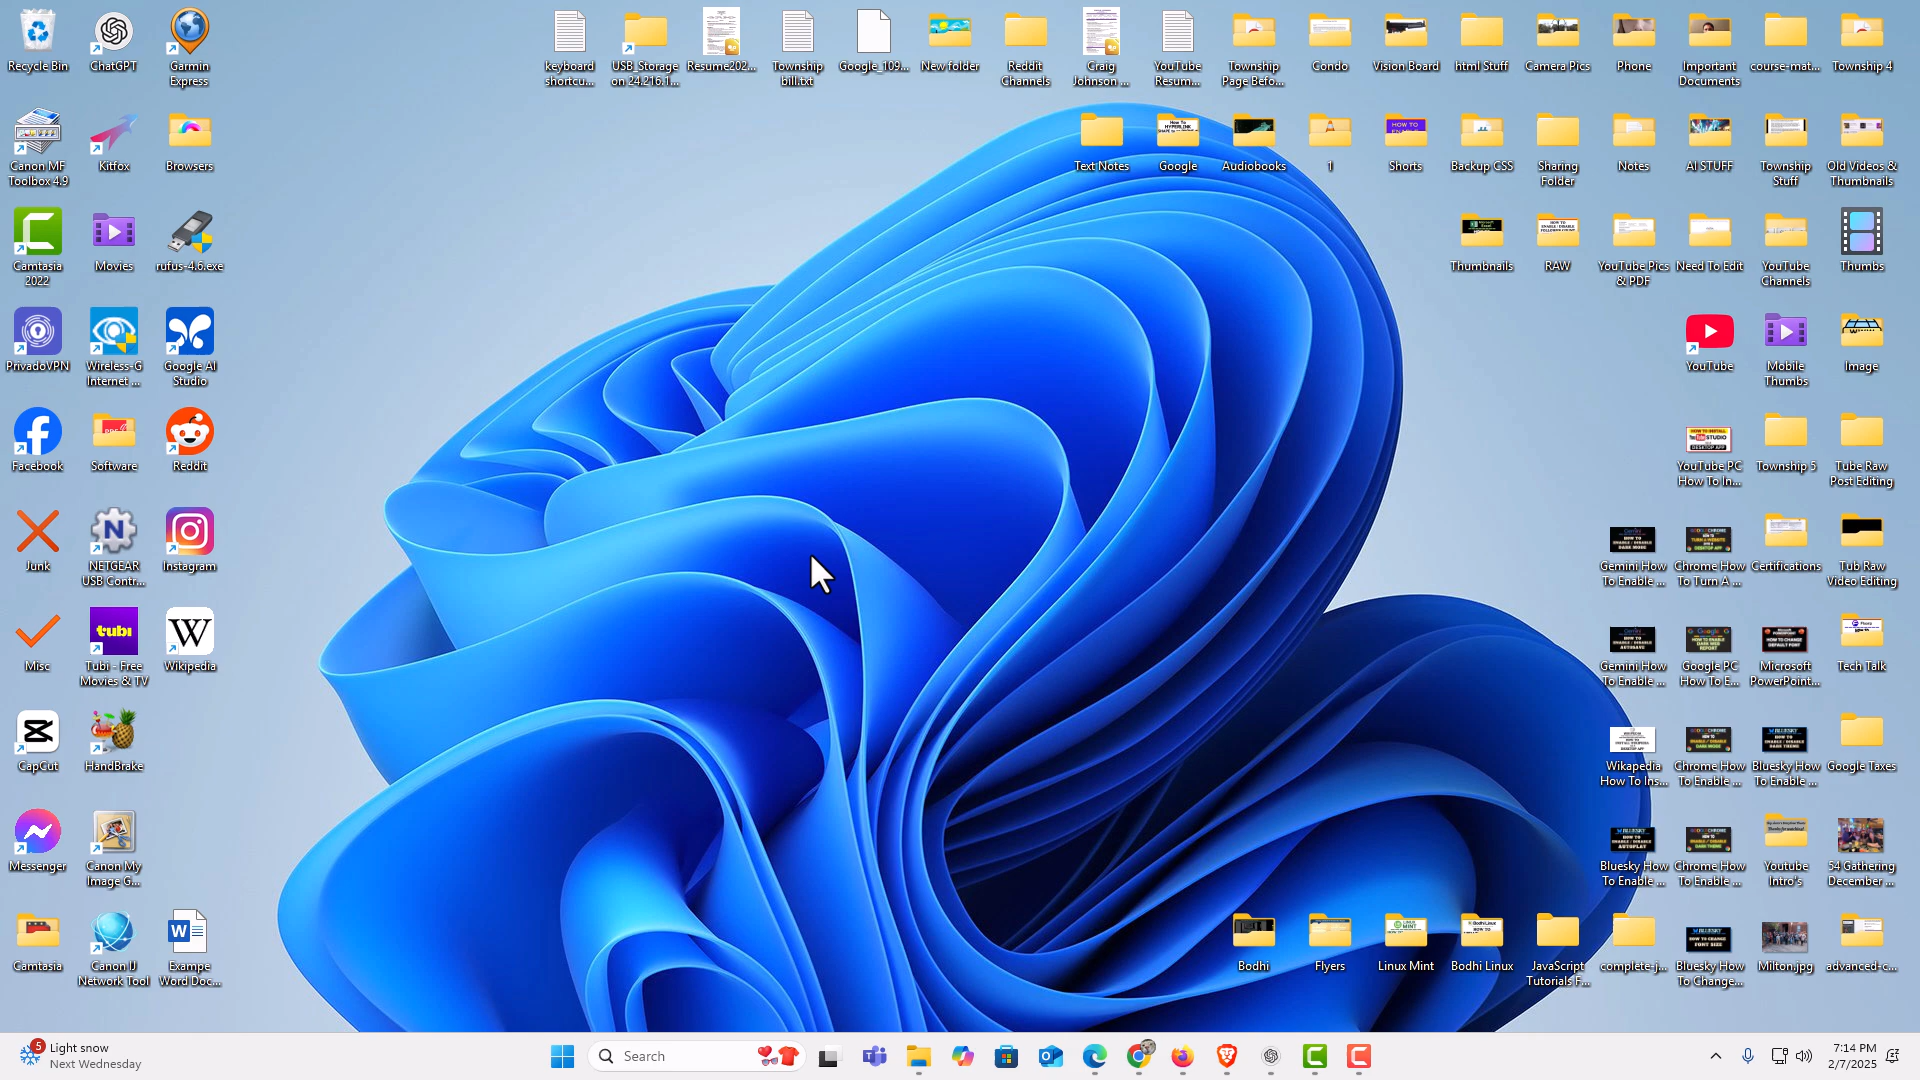 Recycle Bin
ChatGPT
Garmin
Express
keyboard
shortcu...
USB_Storage
on 24.216.1...
Resume202...
Township
bill.txt
Google_109...
New folder
Reddit
Channels
Craig
Johnson ...
YouTube
Resum...
Township
Page Befo...
Condo
Vision Board
html Stuff
Camera Pics
Phone
Important
Documents
course-mat...
Township 4
Canon MF
Toolbox 4.9
Kitfox
Browsers
Text Notes
Google
Audiobooks
1
Shorts
Backup CSS
Sharing
Folder
Notes
AI STUFF
Township
Stuff
Old Videos &
Thumbnails
Camtasia
2022
Movies
rufus-4.6.exe
Thumbnails
RAW
YouTube Pics
& PDF
Need To Edit
YouTube
Channels
Thumbs
PrivadoVPN
Wireless-G
Internet ...
Google AI
Studio
YouTube
Mobile
Thumbs
Image
Facebook
Software
Reddit
YouTube PC
How To In...
Township 5
Tube Raw
Post Editing
Junk
NETGEAR
USB Contr...
Instagram
Gemini How
To Enable ...
Chrome How
To Turn A ...
Certifications
Tub Raw
Video Editing
Misc
tubi
Tubi - Free
Movies & TV
Wikipedia
Gemini How
To Enable ...
Google PC
How To E...
Microsoft
PowerPoint...
Tech Talk
CapCut
HandBrake
Wikapedia
How To Ins...
Chrome How
To Enable ...
Bluesky How
To Enable ...
Google Taxes
Messenger
Canon My
Image G...
Bluesky How
To Enable ...
Chrome How
To Enable ...
Youtube
Intro's
54 Gathering
December ...
Camtasia
Canon IJ
Network Tool
Exampe
Word Doc...
Bodhi
Flyers
Linux Mint
Bodhi Linux
JavaScript
Tutorials F...
complete-j...
Bluesky How
To Change...
Milton.jpg
advanced-c...
5
Light snow
Next Wednesday
Search
7:14 PM
2/7/2025